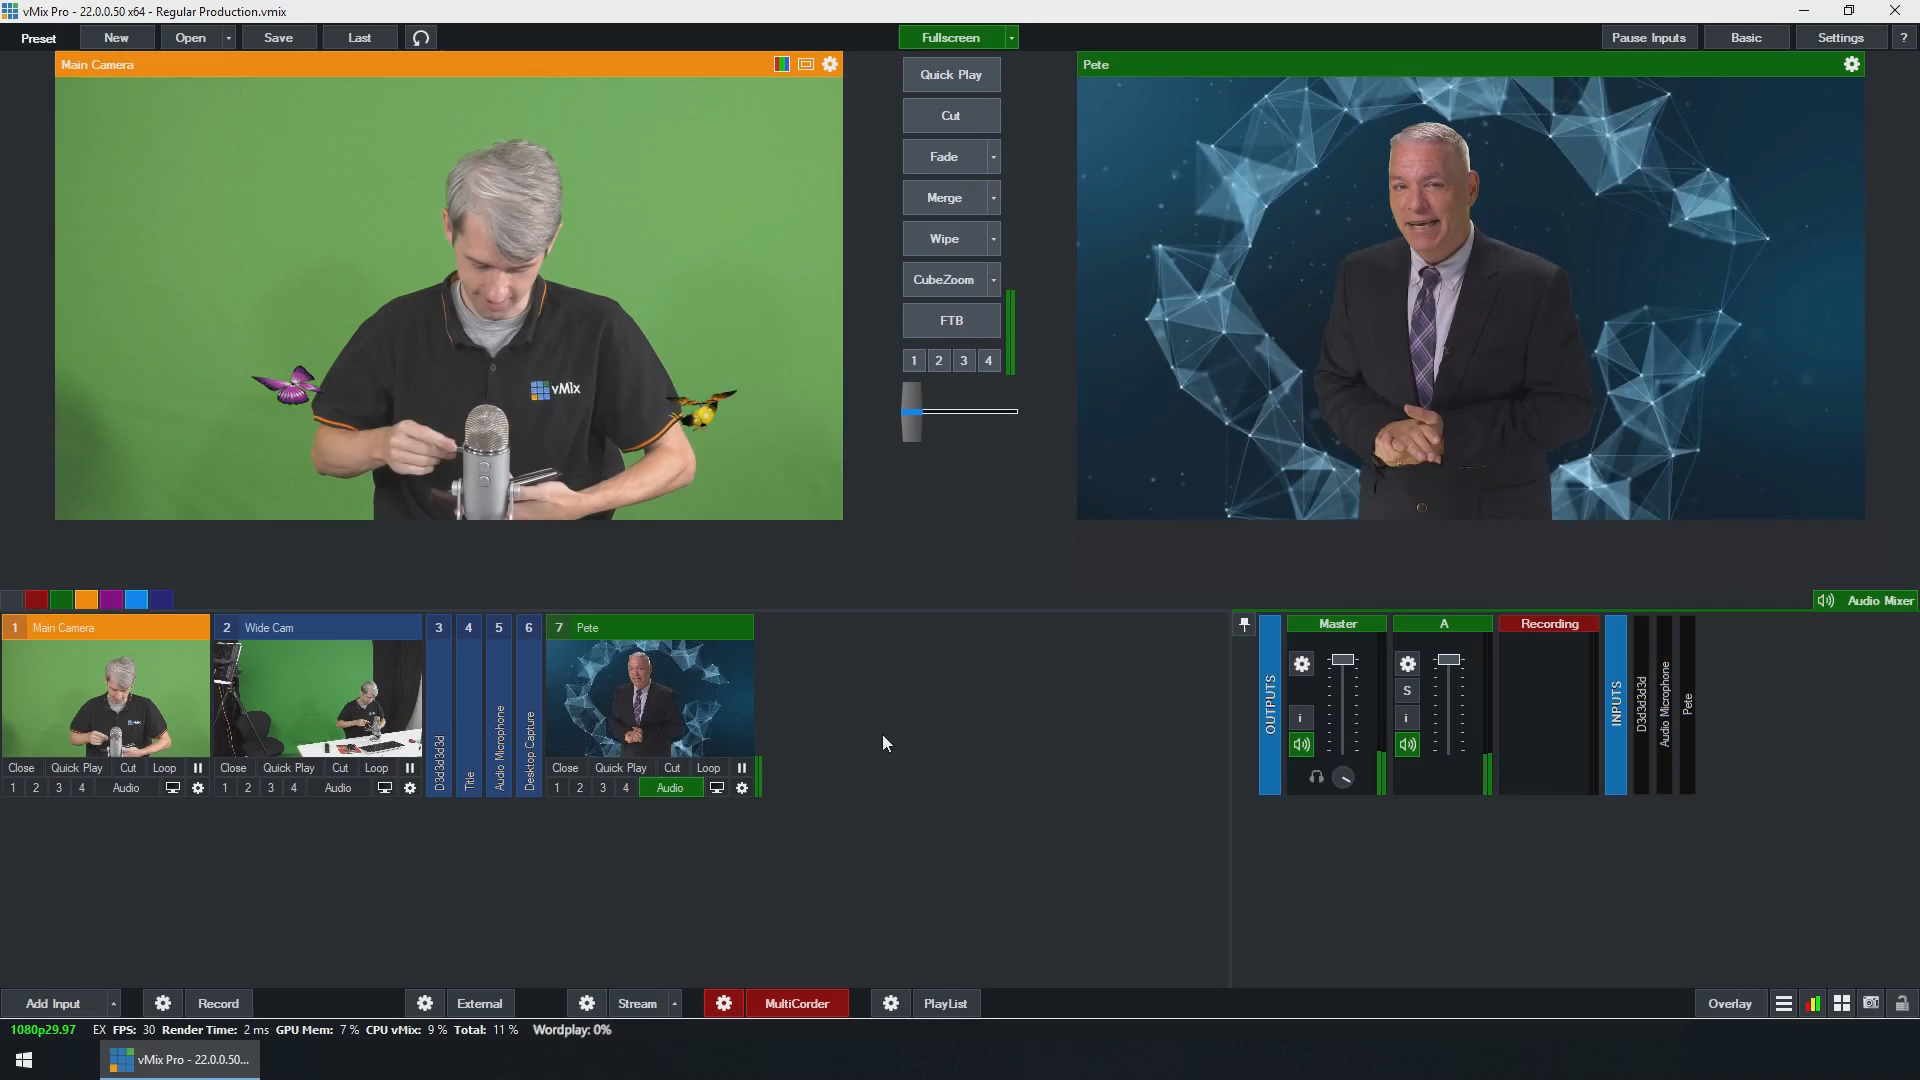 vMix Pro - 22.0.0.50 x64 - Regular Production.vmix
Preset New Open Save Last Fullscreen Pause Inputs Basic Settings ?
Main Camera
Pete
Quick Play
Cut
Fade
Merge
Wipe
CubeZoom
FTB
1 2 3 4
vMix
Audio Mixer
1 Main Camera
2 Wide Cam
3 D3d3d3d3d
4 Title
5 Audio Microphone
6 Desktop Capture
7 Pete
Close Quick Play Cut Loop
1 2 3 4 Audio
Close Quick Play Cut Loop
1 2 3 4 Audio
Close Quick Play Cut Loop
1 2 3 4 Audio
OUTPUTS
Master
i
A
S
i
Recording
INPUTS
D3d3d3d3d
Audio Microphone
Pete
Add Input Record External Stream MultiCorder PlayList Overlay
1080p29.97 EX FPS: 30 Render Time: 2 ms GPU Mem: 7 % CPU vMix: 9 % Total: 11 % Wordplay: 0%
vMix Pro - 22.0.0.50...